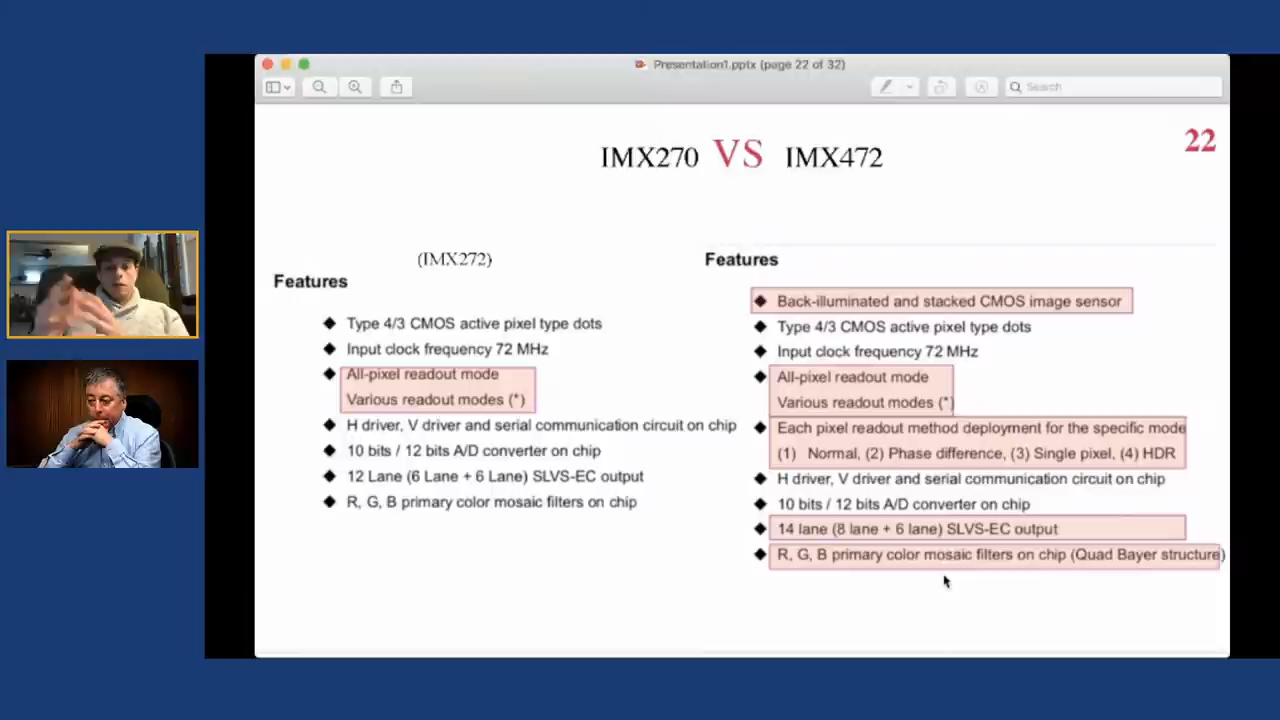 Presentation1.pptx (page 22 of 32)
Search
22
IMX270 VS IMX472
(IMX272)
Features
◆ Type 4/3 CMOS active pixel type dots
◆ Input clock frequency 72 MHz
◆ All-pixel readout mode
Various readout modes (*)
◆ H driver, V driver and serial communication circuit on chip
◆ 10 bits / 12 bits A/D converter on chip
◆ 12 Lane (6 Lane + 6 Lane) SLVS-EC output
◆ R, G, B primary color mosaic filters on chip
Features
◆ Back-illuminated and stacked CMOS image sensor
◆ Type 4/3 CMOS active pixel type dots
◆ Input clock frequency 72 MHz
◆ All-pixel readout mode
Various readout modes (*)
◆ Each pixel readout method deployment for the specific mode
(1) Normal, (2) Phase difference, (3) Single pixel, (4) HDR
◆ H driver, V driver and serial communication circuit on chip
◆ 10 bits / 12 bits A/D converter on chip
◆ 14 lane (8 lane + 6 lane) SLVS-EC output
◆ R, G, B primary color mosaic filters on chip (Quad Bayer structure)